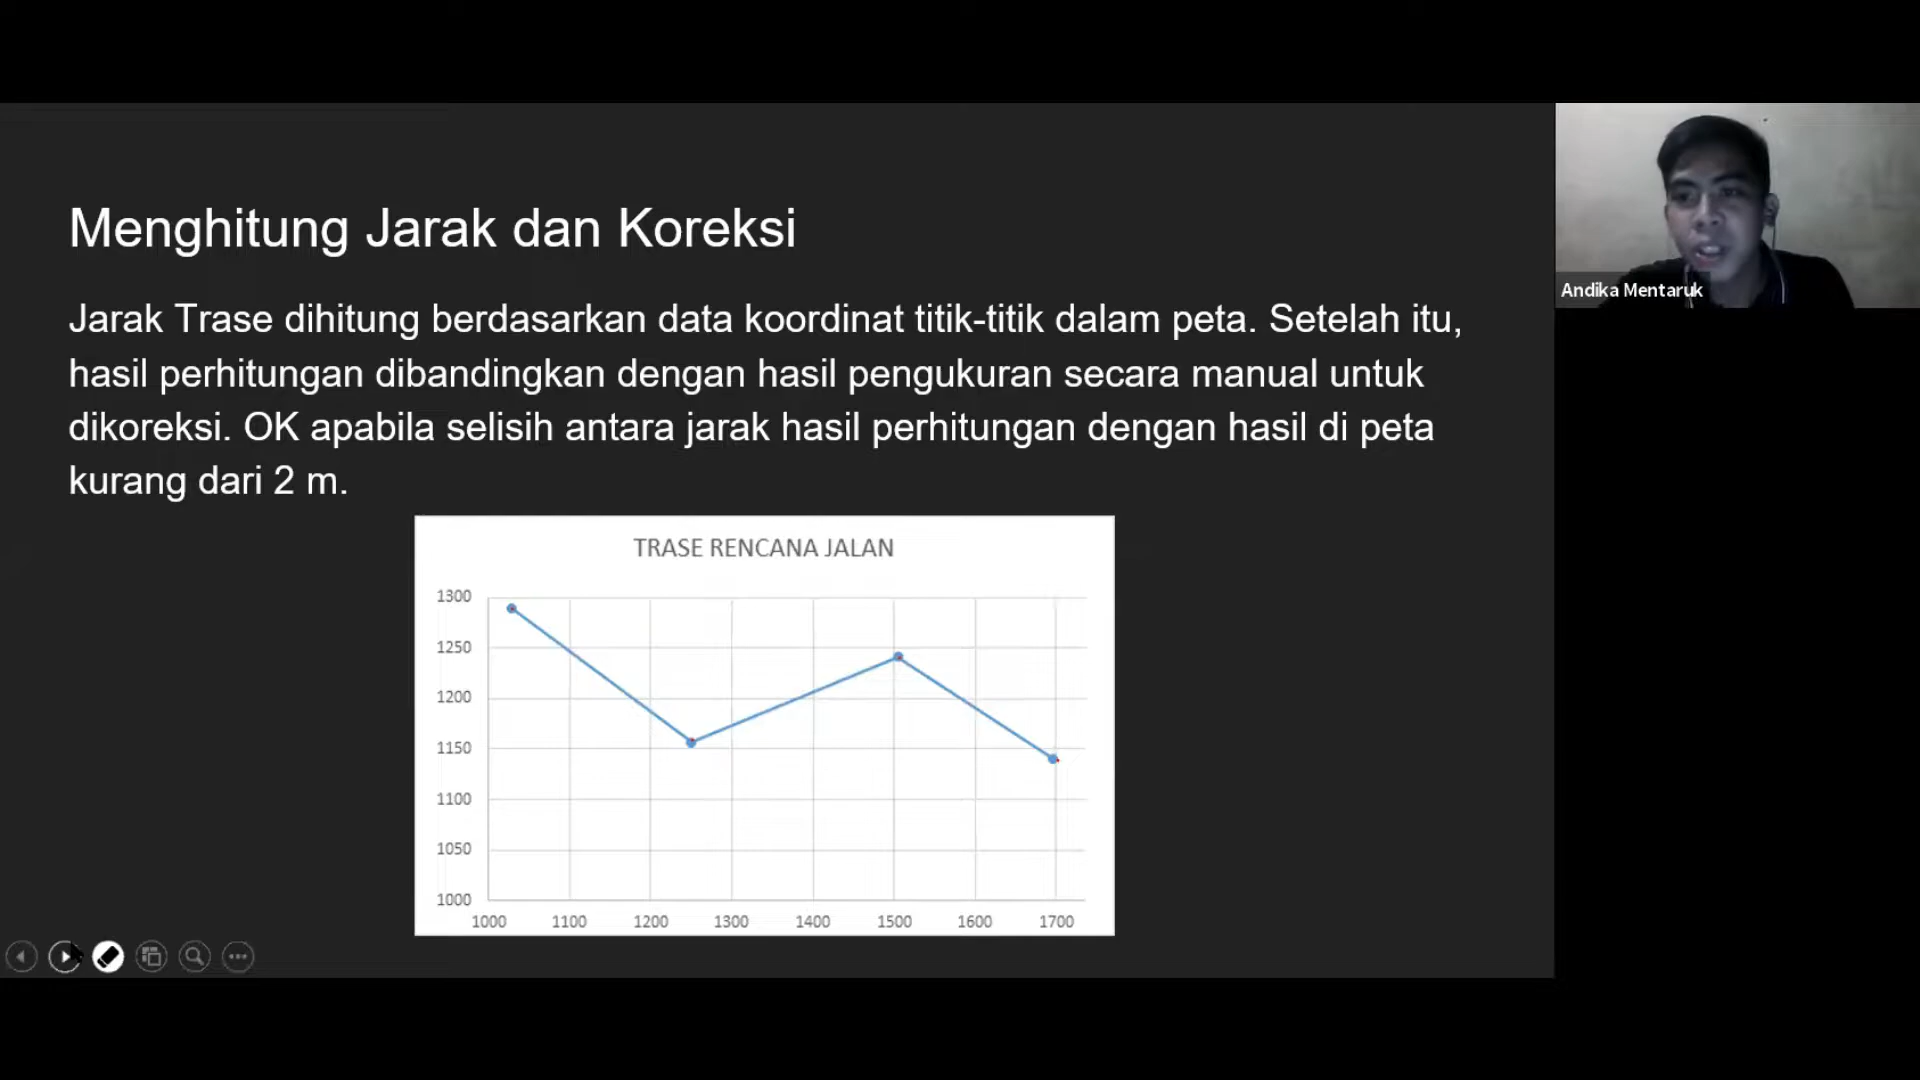 Menghitung Jarak dan Koreksi
Jarak Trase dihitung berdasarkan data koordinat titik-titik dalam peta. Setelah itu,
hasil perhitungan dibandingkan dengan hasil pengukuran secara manual untuk
dikoreksi. OK apabila selisih antara jarak hasil perhitungan dengan hasil di peta
kurang dari 2 m.
TRASE RENCANA JALAN
1300
1250
1200
1150
1100
1050
1000
1000 1100 1200 1300 1400 1500 1600 1700
Andika Mentaruk